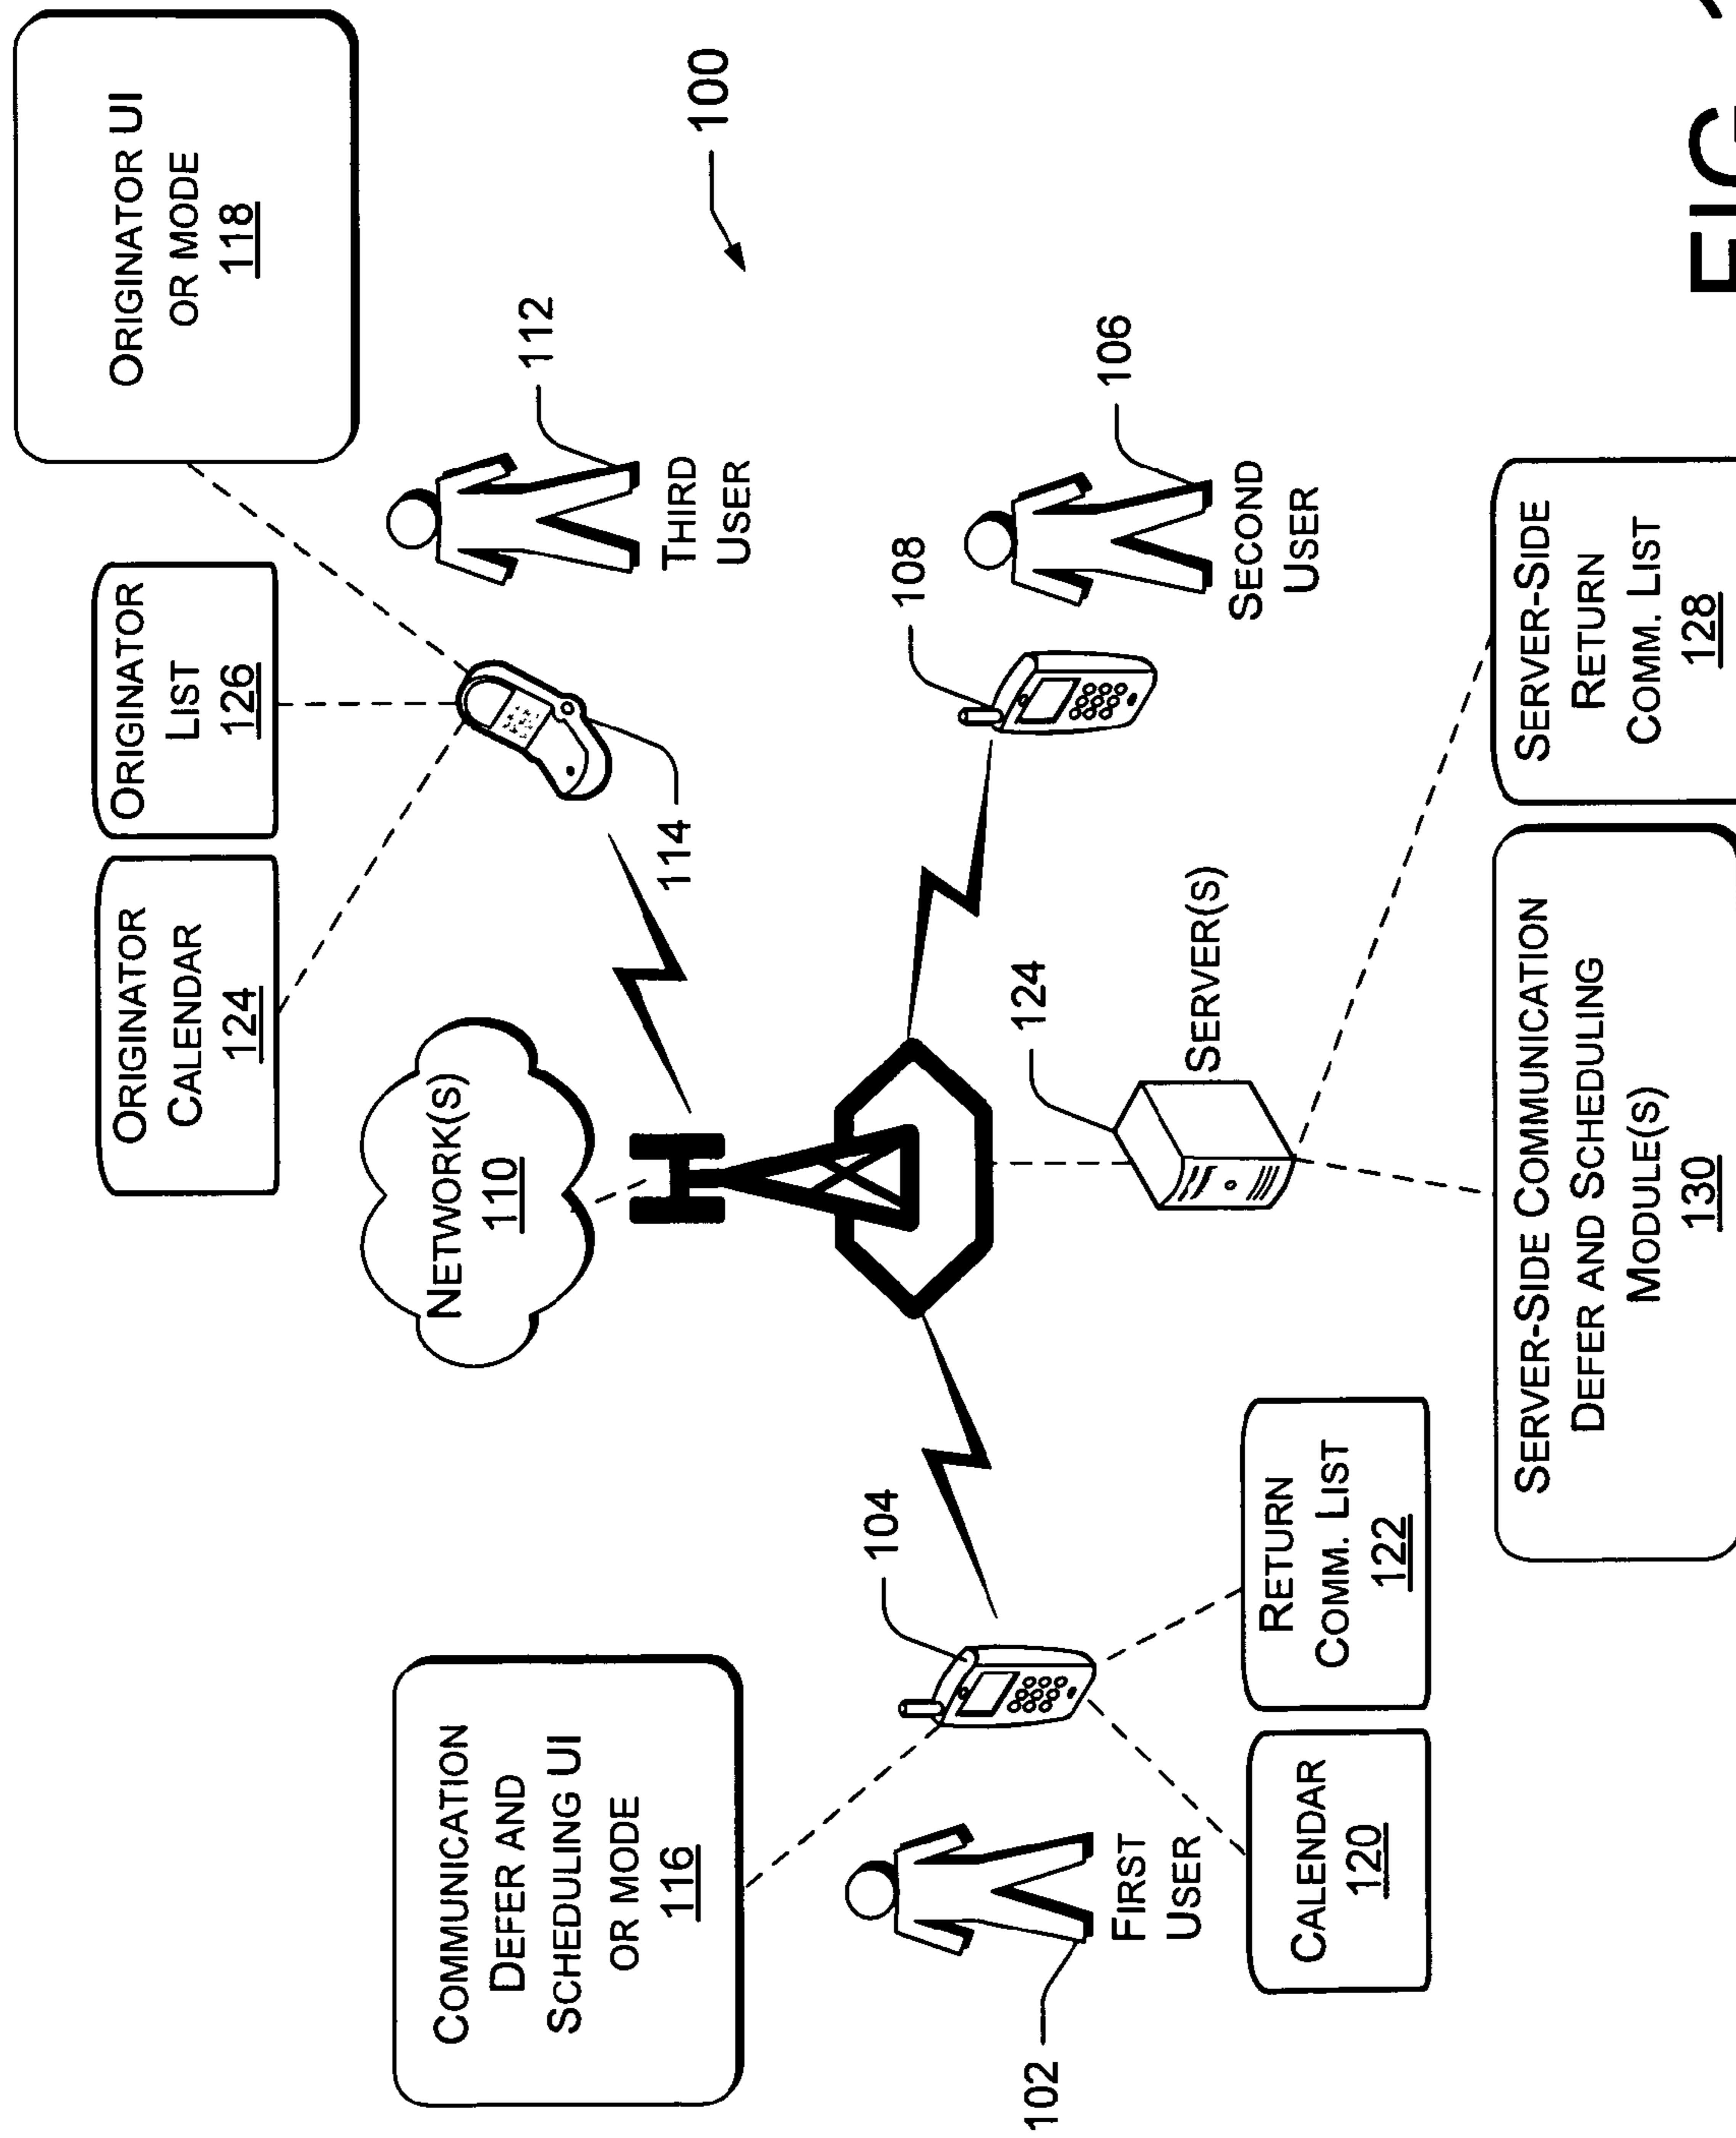 ORIGINATOR UI
OR MODE
118
ORIGINATOR
CALENDAR
124
ORIGINATOR
LIST
126
112
THIRD
USER
100
114
NETWORK(S)
110
COMMUNICATION
DEFER AND
SCHEDULING UI
OR MODE
116
104
108
106
SECOND
USER
102
FIRST
USER
124
SERVER(S)
CALENDAR
120
RETURN
COMM. LIST
122
SERVER-SIDE COMMUNICATION
DEFER AND SCHEDULING
MODULE(S)
130
SERVER-SIDE
RETURN
COMM. LIST
128
FIG